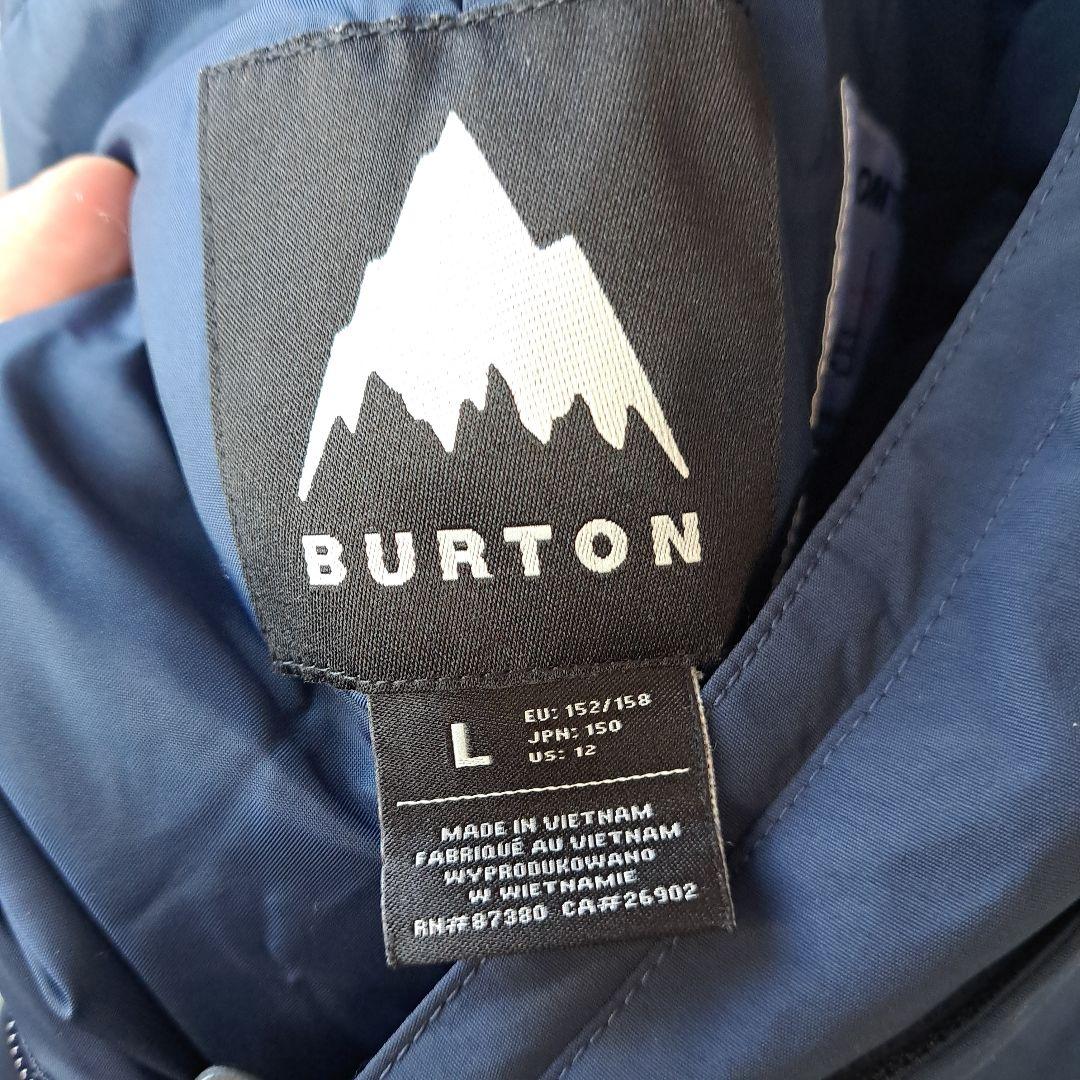 BURTON
L
EU: 152/158
JPN: 150
US: 12
MADE IN VIETNAM
FABRIQUÉ AU VIETNAM
WYPRODUKOWANO
W WIETNAMIE
RN#87380 CA#26902